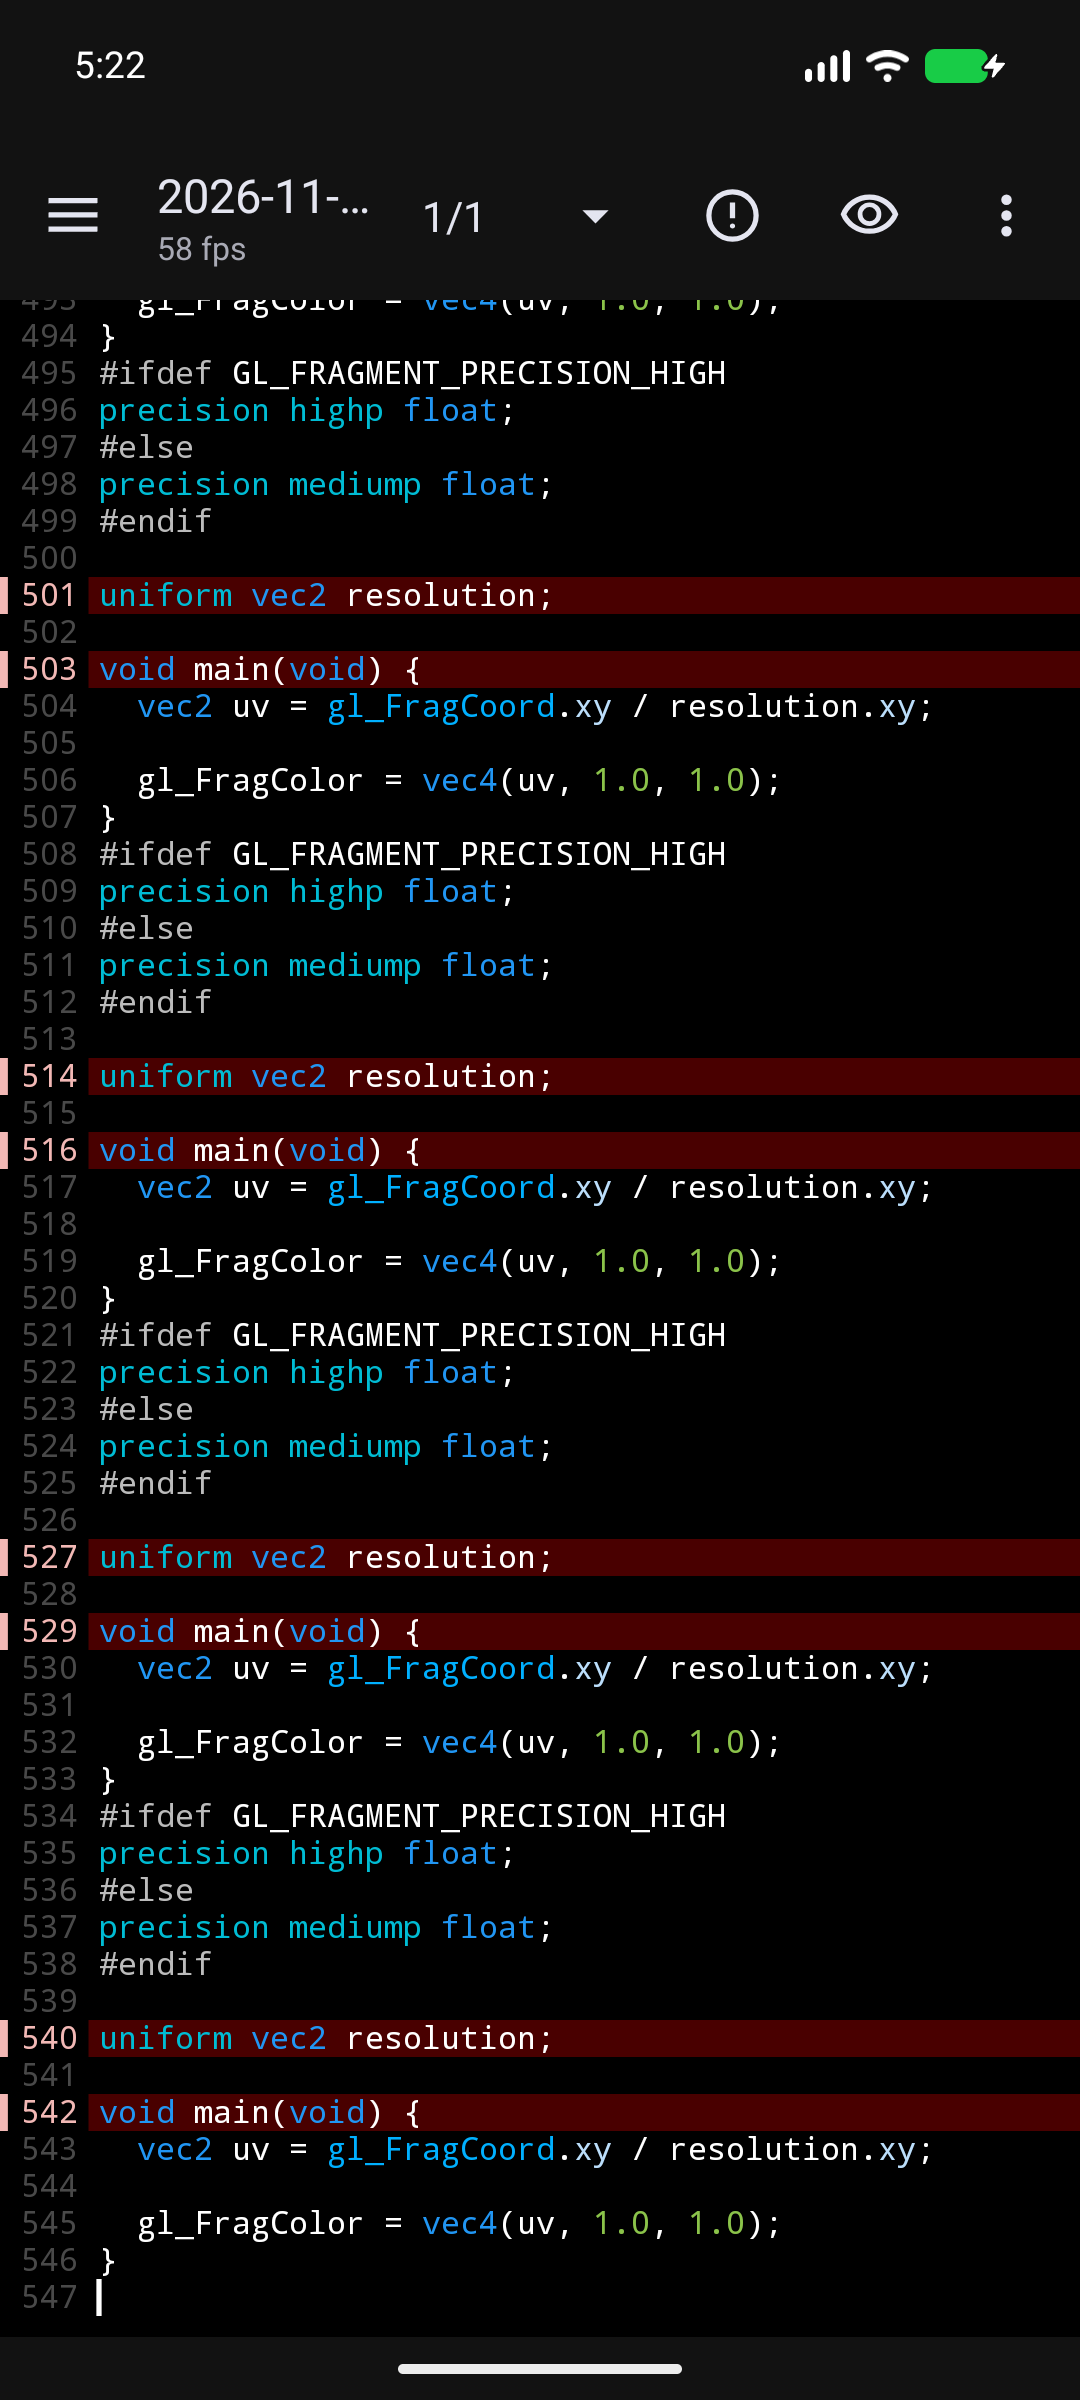 5:22
2026-11-...
1/1
58 fps
493   gl_FragColor = vec4(uv, 1.0, 1.0);
494 }
495 #ifdef GL_FRAGMENT_PRECISION_HIGH
496 precision highp float;
497 #else
498 precision mediump float;
499 #endif
500
501 uniform vec2 resolution;
502
503 void main(void) {
504   vec2 uv = gl_FragCoord.xy / resolution.xy;
505
506   gl_FragColor = vec4(uv, 1.0, 1.0);
507 }
508 #ifdef GL_FRAGMENT_PRECISION_HIGH
509 precision highp float;
510 #else
511 precision mediump float;
512 #endif
513
514 uniform vec2 resolution;
515
516 void main(void) {
517   vec2 uv = gl_FragCoord.xy / resolution.xy;
518
519   gl_FragColor = vec4(uv, 1.0, 1.0);
520 }
521 #ifdef GL_FRAGMENT_PRECISION_HIGH
522 precision highp float;
523 #else
524 precision mediump float;
525 #endif
526
527 uniform vec2 resolution;
528
529 void main(void) {
530   vec2 uv = gl_FragCoord.xy / resolution.xy;
531
532   gl_FragColor = vec4(uv, 1.0, 1.0);
533 }
534 #ifdef GL_FRAGMENT_PRECISION_HIGH
535 precision highp float;
536 #else
537 precision mediump float;
538 #endif
539
540 uniform vec2 resolution;
541
542 void main(void) {
543   vec2 uv = gl_FragCoord.xy / resolution.xy;
544
545   gl_FragColor = vec4(uv, 1.0, 1.0);
546 }
547